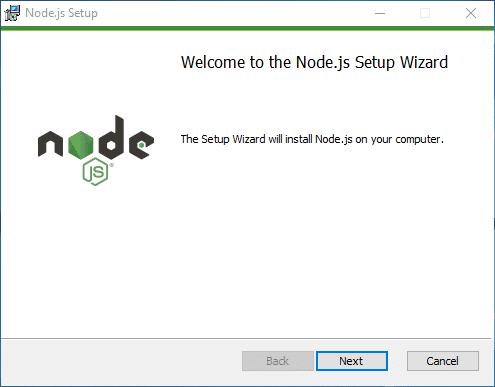 Node.js Setup
Welcome to the Node.js Setup Wizard
The Setup Wizard will install Node.js on your computer.
node
JS®
Back Next Cancel